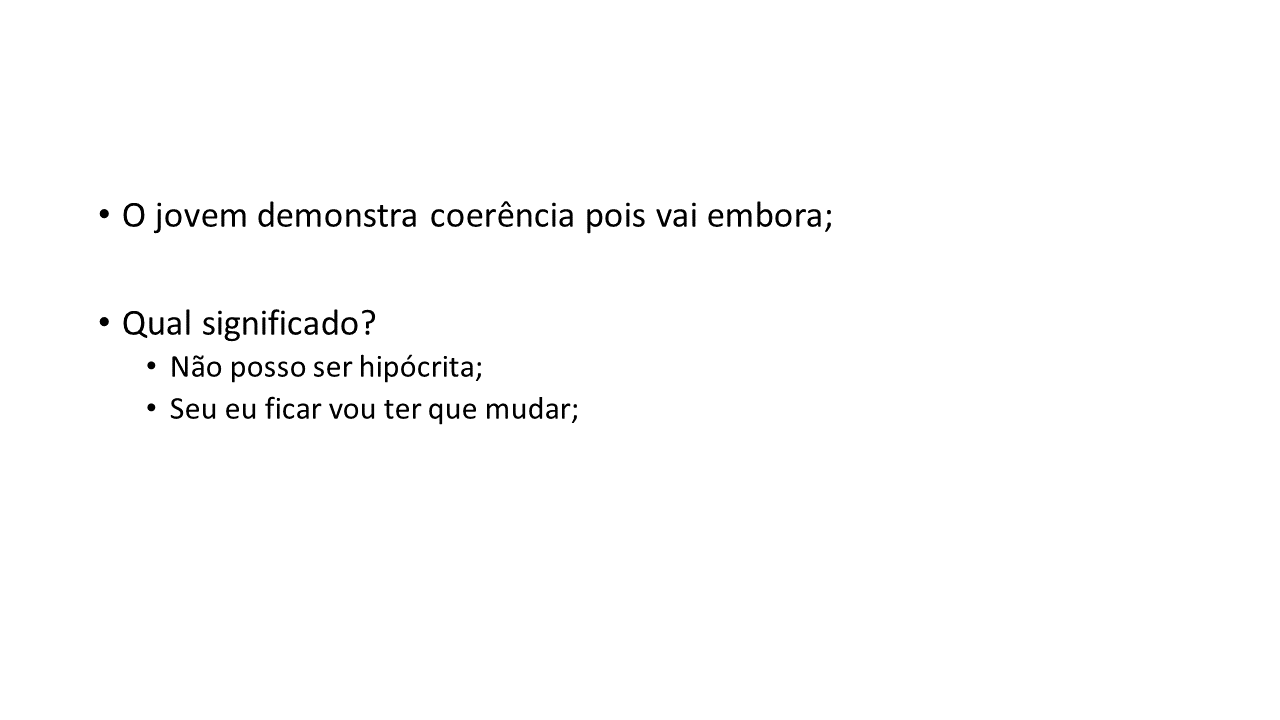 • O jovem demonstra coerência pois vai embora;
• Qual significado?
• Não posso ser hipócrita;
• Seu eu ficar vou ter que mudar;